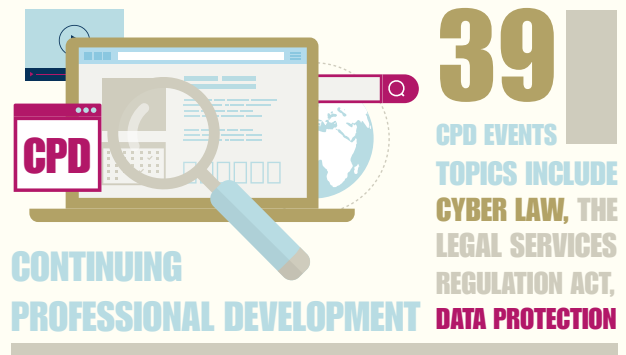 CPD
CONTINUING
PROFESSIONAL DEVELOPMENT
39
CPD EVENTS
TOPICS INCLUDE
CYBER LAW, THE
LEGAL SERVICES
REGULATION ACT,
DATA PROTECTION